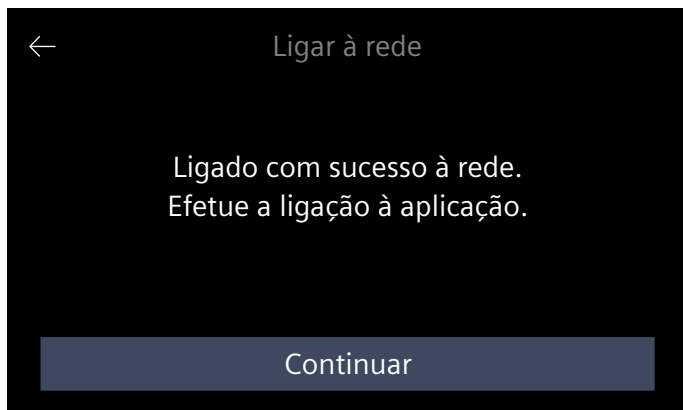 Ligar à rede
Ligado com sucesso à rede.
Efetue a ligação à aplicação.
Continuar